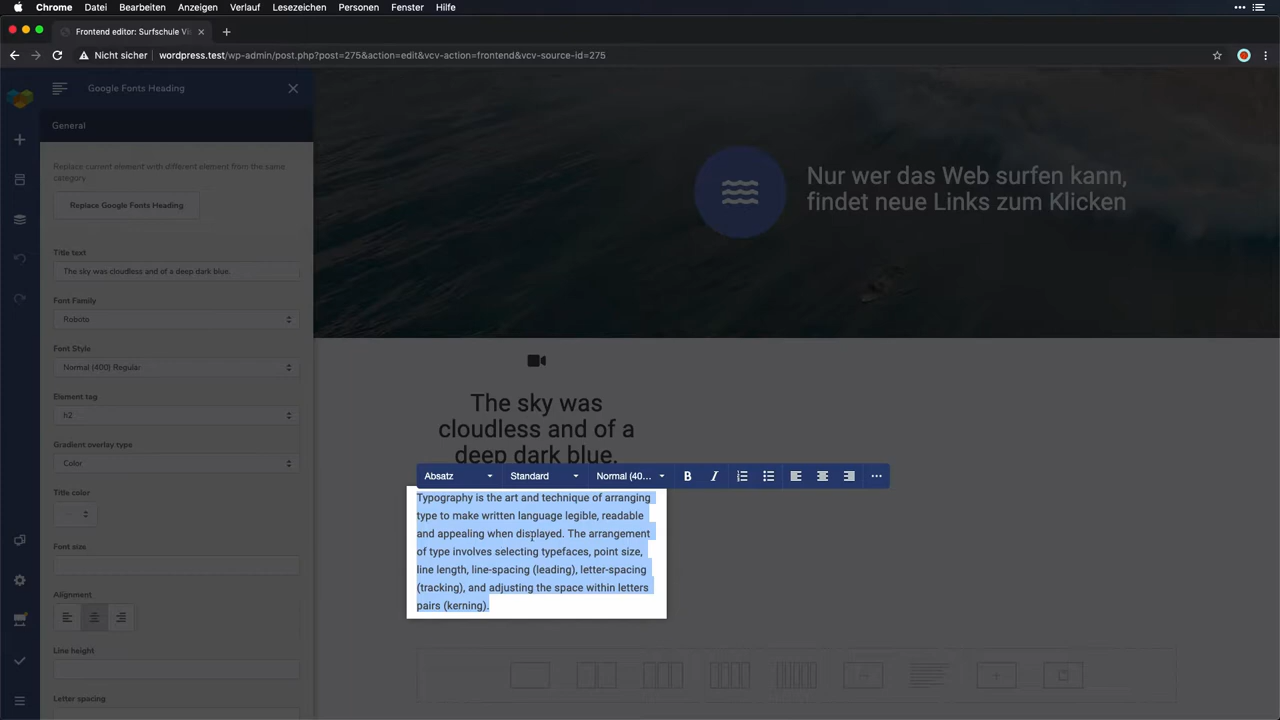 Chrome Datei Bearbeiten Anzeigen Verlauf Lesezeichen Personen Fenster Hilfe
Frontend editor: Surfschule Vi
Nicht sicher wordpress.test/wp-admin/post.php?post=275&action=edit&vcv-action=frontend&vcv-source-id=275
Google Fonts Heading
General
Replace current element with different element from the same
category
Replace Google Fonts Heading
Title text
The sky was cloudless and of a deep dark blue.
Font Family
Roboto
Font Style
Normal (400) Regular
Element tag
h2
Gradient overlay type
Color
Title color
Font size
Alignment
Line height
Letter spacing
Nur wer das Web surfen kann,
findet neue Links zum Klicken
The sky was
cloudless and of a
deep dark blue.
Absatz Standard Normal (40... B I
Typography is the art and technique of arranging
type to make written language legible, readable
and appealing when displayed. The arrangement
of type involves selecting typefaces, point size,
line length, line-spacing (leading), letter-spacing
(tracking), and adjusting the space within letters
pairs (kerning).